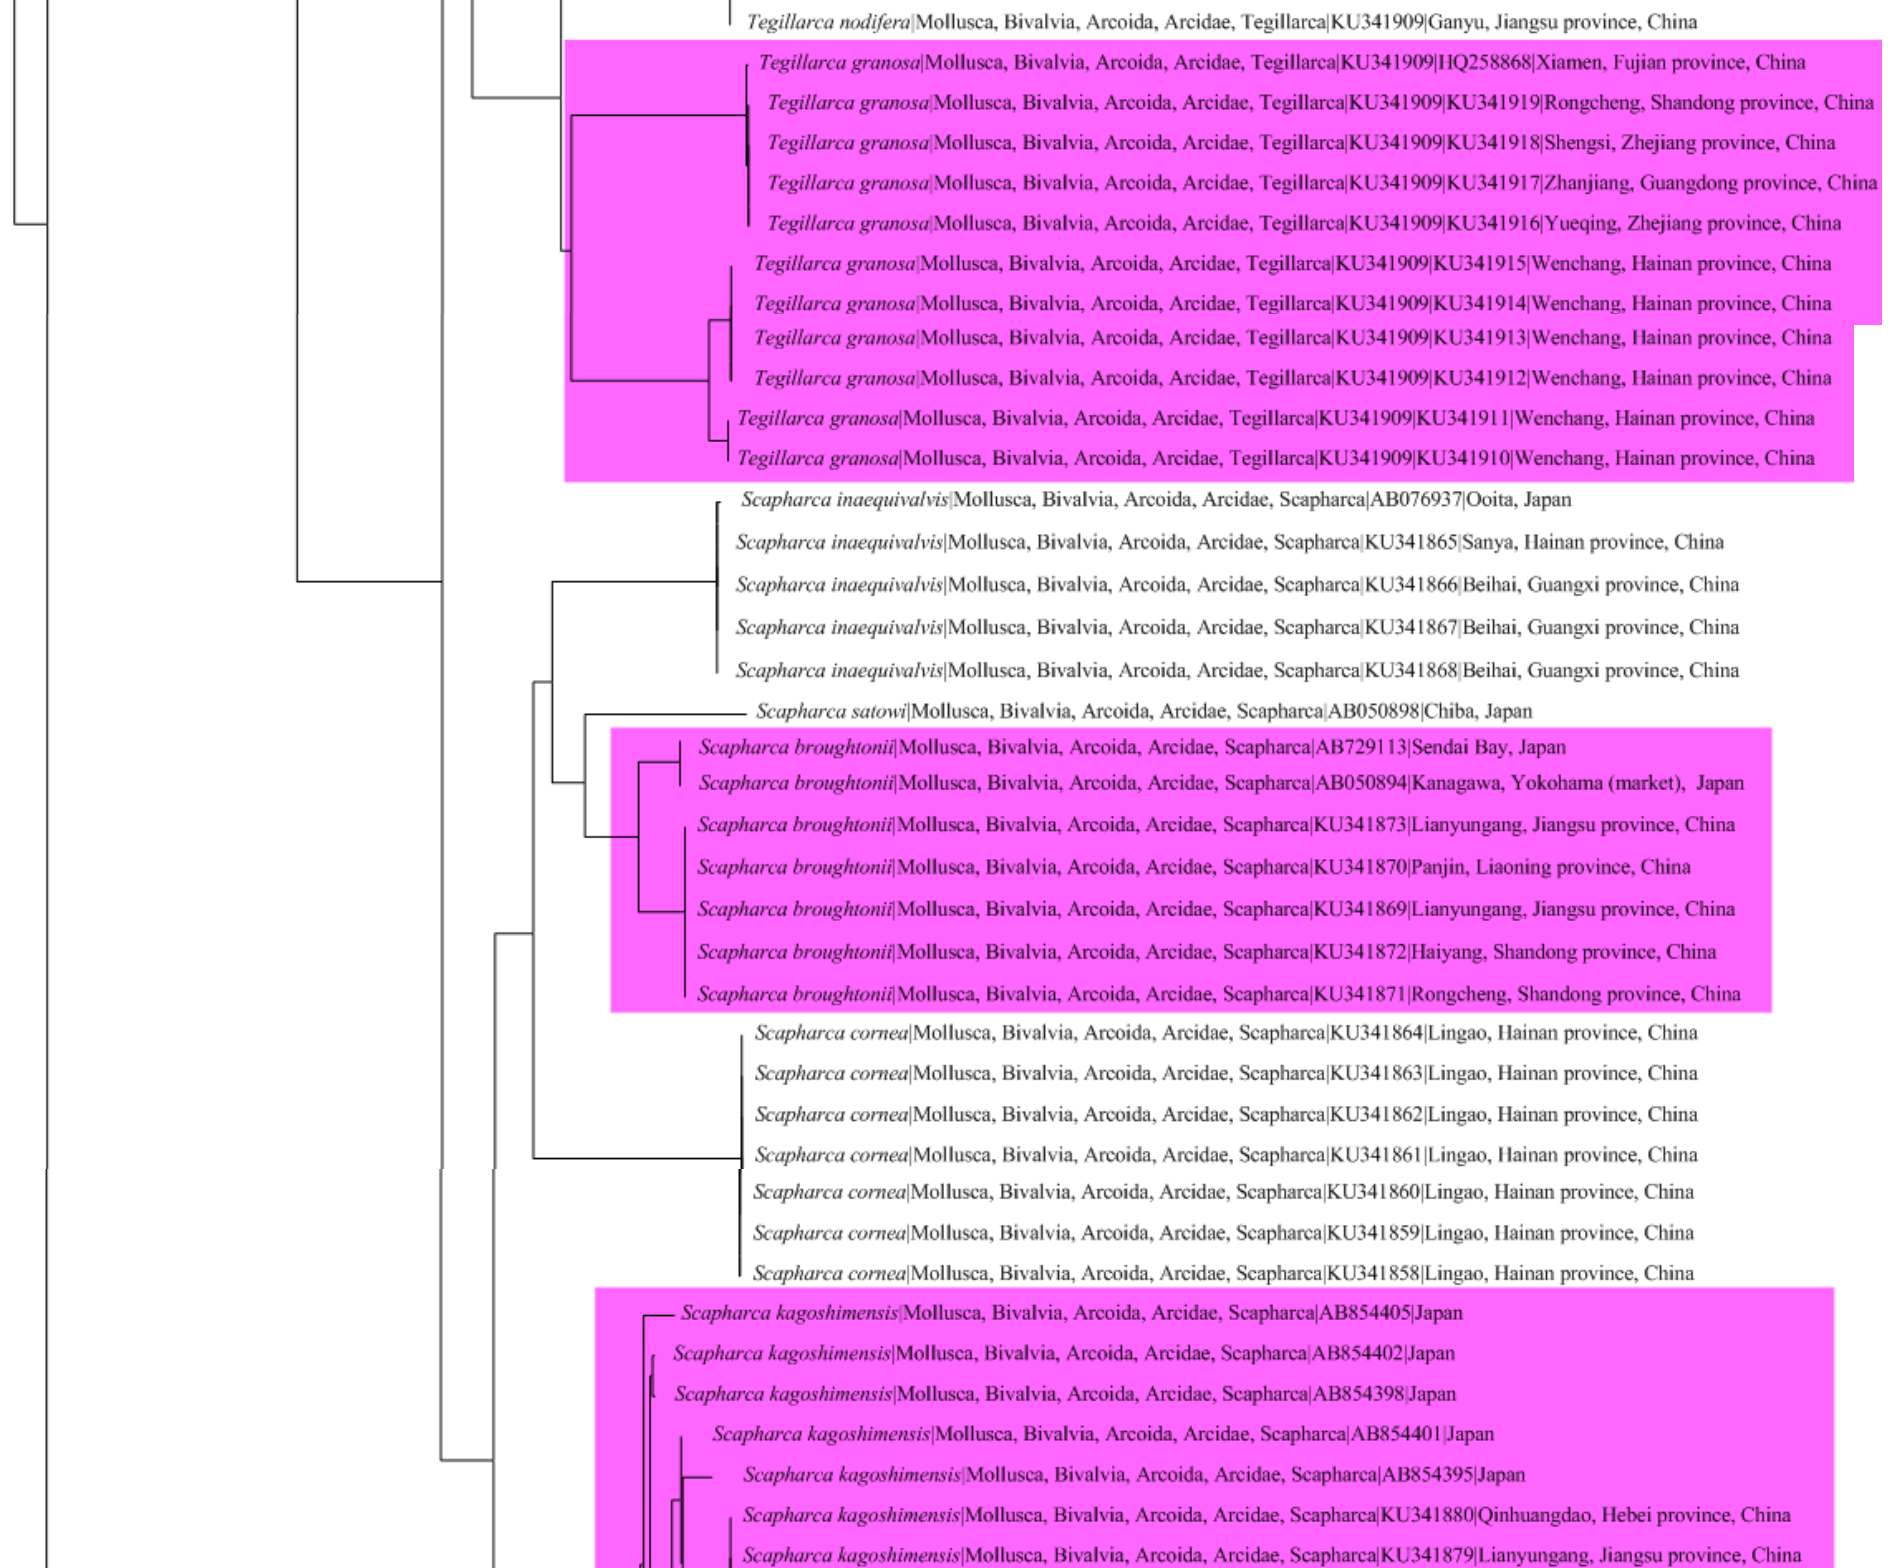 Tegillarca nodifera|Mollusca, Bivalvia, Arcoida, Arcidae, Tegillarca|KU341909|Ganyu, Jiangsu province, China
Tegillarca granosa|Mollusca, Bivalvia, Arcoida, Arcidae, Tegillarca|KU341909|HQ258868|Xiamen, Fujian province, China
Tegillarca granosa|Mollusca, Bivalvia, Arcoida, Arcidae, Tegillarca|KU341909|KU341919|Rongcheng, Shandong province, China
Tegillarca granosa|Mollusca, Bivalvia, Arcoida, Arcidae, Tegillarca|KU341909|KU341918|Shengsi, Zhejiang province, China
Tegillarca granosa|Mollusca, Bivalvia, Arcoida, Arcidae, Tegillarca|KU341909|KU341917|Zhanjiang, Guangdong province, China
Tegillarca granosa|Mollusca, Bivalvia, Arcoida, Arcidae, Tegillarca|KU341909|KU341916|Yueqing, Zhejiang province, China
Tegillarca granosa|Mollusca, Bivalvia, Arcoida, Arcidae, Tegillarca|KU341909|KU341915|Wenchang, Hainan province, China
Tegillarca granosa|Mollusca, Bivalvia, Arcoida, Arcidae, Tegillarca|KU341909|KU341914|Wenchang, Hainan province, China
Tegillarca granosa|Mollusca, Bivalvia, Arcoida, Arcidae, Tegillarca|KU341909|KU341913|Wenchang, Hainan province, China
Tegillarca granosa|Mollusca, Bivalvia, Arcoida, Arcidae, Tegillarca|KU341909|KU341912|Wenchang, Hainan province, China
Tegillarca granosa|Mollusca, Bivalvia, Arcoida, Arcidae, Tegillarca|KU341909|KU341911|Wenchang, Hainan province, China
Tegillarca granosa|Mollusca, Bivalvia, Arcoida, Arcidae, Tegillarca|KU341909|KU341910|Wenchang, Hainan province, China
Scapharca inaequivalvis|Mollusca, Bivalvia, Arcoida, Arcidae, Scapharca|AB076937|Ooita, Japan
Scapharca inaequivalvis|Mollusca, Bivalvia, Arcoida, Arcidae, Scapharca|KU341865|Sanya, Hainan province, China
Scapharca inaequivalvis|Mollusca, Bivalvia, Arcoida, Arcidae, Scapharca|KU341866|Beihai, Guangxi province, China
Scapharca inaequivalvis|Mollusca, Bivalvia, Arcoida, Arcidae, Scapharca|KU341867|Beihai, Guangxi province, China
Scapharca inaequivalvis|Mollusca, Bivalvia, Arcoida, Arcidae, Scapharca|KU341868|Beihai, Guangxi province, China
Scapharca satowi|Mollusca, Bivalvia, Arcoida, Arcidae, Scapharca|AB050898|Chiba, Japan
Scapharca broughtonii|Mollusca, Bivalvia, Arcoida, Arcidae, Scapharca|AB729113|Sendai Bay, Japan
Scapharca broughtonii|Mollusca, Bivalvia, Arcoida, Arcidae, Scapharca|AB050894|Kanagawa, Yokohama (market), Japan
Scapharca broughtonii|Mollusca, Bivalvia, Arcoida, Arcidae, Scapharca|KU341873|Lianyungang, Jiangsu province, China
Scapharca broughtonii|Mollusca, Bivalvia, Arcoida, Arcidae, Scapharca|KU341870|Panjin, Liaoning province, China
Scapharca broughtonii|Mollusca, Bivalvia, Arcoida, Arcidae, Scapharca|KU341869|Lianyungang, Jiangsu province, China
Scapharca broughtonii|Mollusca, Bivalvia, Arcoida, Arcidae, Scapharca|KU341872|Haiyang, Shandong province, China
Scapharca broughtonii|Mollusca, Bivalvia, Arcoida, Arcidae, Scapharca|KU341871|Rongcheng, Shandong province, China
Scapharca cornea|Mollusca, Bivalvia, Arcoida, Arcidae, Scapharca|KU341864|Lingao, Hainan province, China
Scapharca cornea|Mollusca, Bivalvia, Arcoida, Arcidae, Scapharca|KU341863|Lingao, Hainan province, China
Scapharca cornea|Mollusca, Bivalvia, Arcoida, Arcidae, Scapharca|KU341862|Lingao, Hainan province, China
Scapharca cornea|Mollusca, Bivalvia, Arcoida, Arcidae, Scapharca|KU341861|Lingao, Hainan province, China
Scapharca cornea|Mollusca, Bivalvia, Arcoida, Arcidae, Scapharca|KU341860|Lingao, Hainan province, China
Scapharca cornea|Mollusca, Bivalvia, Arcoida, Arcidae, Scapharca|KU341859|Lingao, Hainan province, China
Scapharca cornea|Mollusca, Bivalvia, Arcoida, Arcidae, Scapharca|KU341858|Lingao, Hainan province, China
Scapharca kagoshimensis|Mollusca, Bivalvia, Arcoida, Arcidae, Scapharca|AB854405|Japan
Scapharca kagoshimensis|Mollusca, Bivalvia, Arcoida, Arcidae, Scapharca|AB854402|Japan
Scapharca kagoshimensis|Mollusca, Bivalvia, Arcoida, Arcidae, Scapharca|AB854398|Japan
Scapharca kagoshimensis|Mollusca, Bivalvia, Arcoida, Arcidae, Scapharca|AB854401|Japan
Scapharca kagoshimensis|Mollusca, Bivalvia, Arcoida, Arcidae, Scapharca|AB854395|Japan
Scapharca kagoshimensis|Mollusca, Bivalvia, Arcoida, Arcidae, Scapharca|KU341880|Qinhuangdao, Hebei province, China
Scapharca kagoshimensis|Mollusca, Bivalvia, Arcoida, Arcidae, Scapharca|KU341879|Lianyungang, Jiangsu province, China